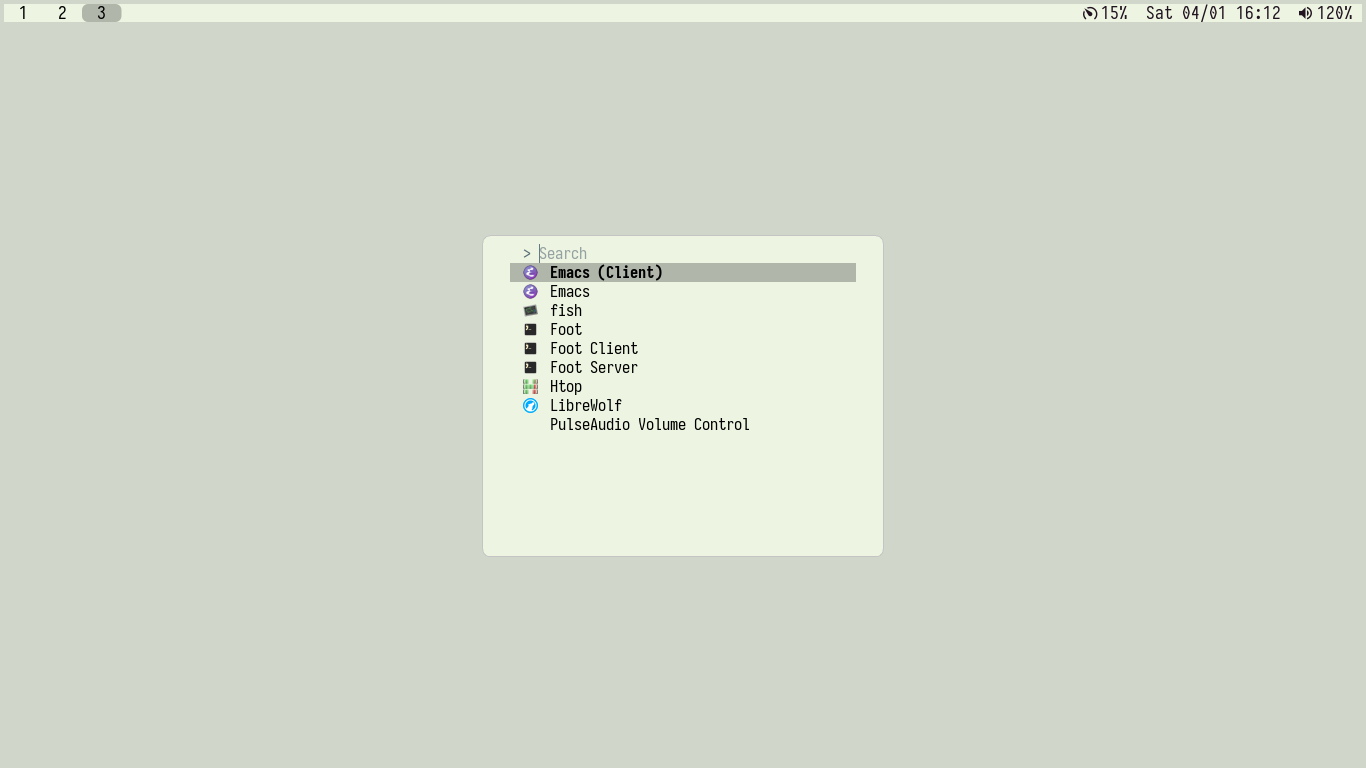 1 2 3 15% Sat 04/01 16:12 120%
> Search
Emacs (Client)
Emacs
fish
Foot
Foot Client
Foot Server
Htop
LibreWolf
PulseAudio Volume Control